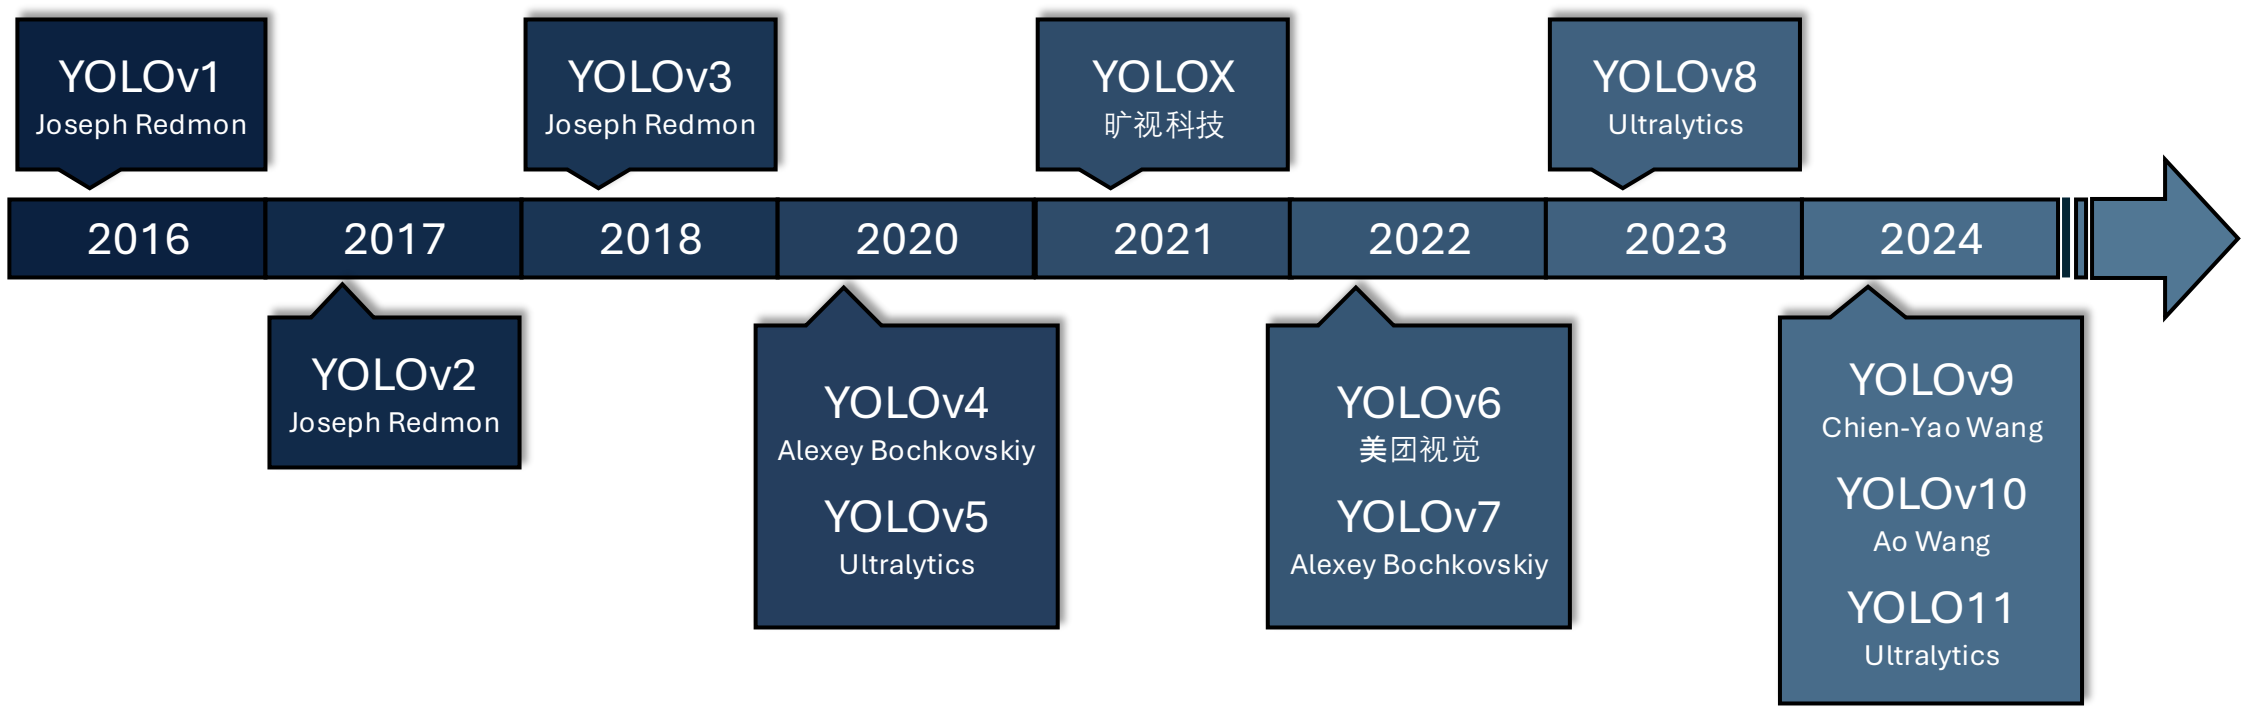 YOLOv1
Joseph Redmon
YOLOv3
Joseph Redmon
YOLOX
旷视科技
YOLOv8
Ultralytics
2016
2017
2018
2020
2021
2022
2023
2024
YOLOv2
Joseph Redmon
YOLOv4
Alexey Bochkovskiy
YOLOv5
Ultralytics
YOLOv6
美团视觉
YOLOv7
Alexey Bochkovskiy
YOLOv9
Chien-Yao Wang
YOLOv10
Ao Wang
YOLO11
Ultralytics